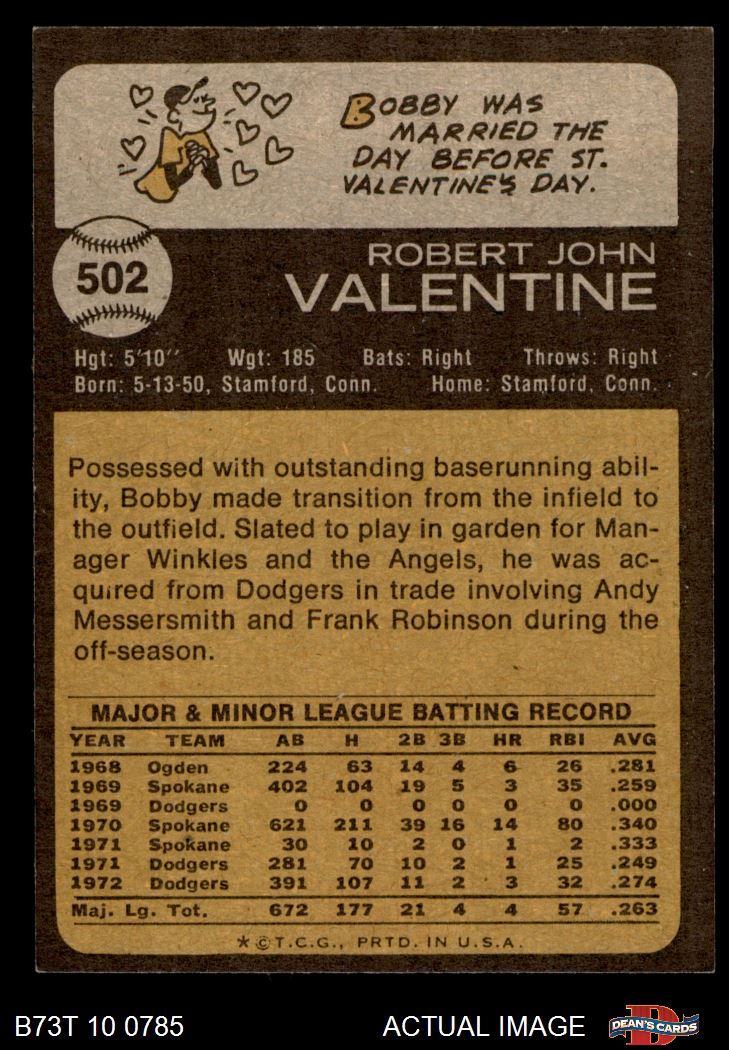 BOBBY WAS
MARRIED THE
DAY BEFORE ST.
VALENTINE'S DAY.
502
ROBERT JOHN
VALENTINE
Hgt: 5'10'' Wgt: 185 Bats: Right Throws: Right
Born: 5-13-50, Stamford, Conn. Home: Stamford, Conn.
Possessed with outstanding baserunning abil-
ity, Bobby made transition from the infield to
the outfield. Slated to play in garden for Man-
ager Winkles and the Angels, he was ac-
quired from Dodgers in trade involving Andy
Messersmith and Frank Robinson during the
off-season.
MAJOR & MINOR LEAGUE BATTING RECORD
YEAR TEAM AB H 2B 3B HR RBI AVG
1968 Ogden 224 63 14 4 6 26 .281
1969 Spokane 402 104 19 5 3 35 .259
1969 Dodgers 0 0 0 0 0 0 .000
1970 Spokane 621 211 39 16 14 80 .340
1971 Spokane 30 10 2 0 1 2 .333
1971 Dodgers 281 70 10 2 1 25 .249
1972 Dodgers 391 107 11 2 3 32 .274
Maj. Lg. Tot. 672 177 21 4 4 57 .263
*©T.C.G., PRTD. IN U.S.A.
B73T 10 0785 ACTUAL IMAGE DEAN'S CARDS